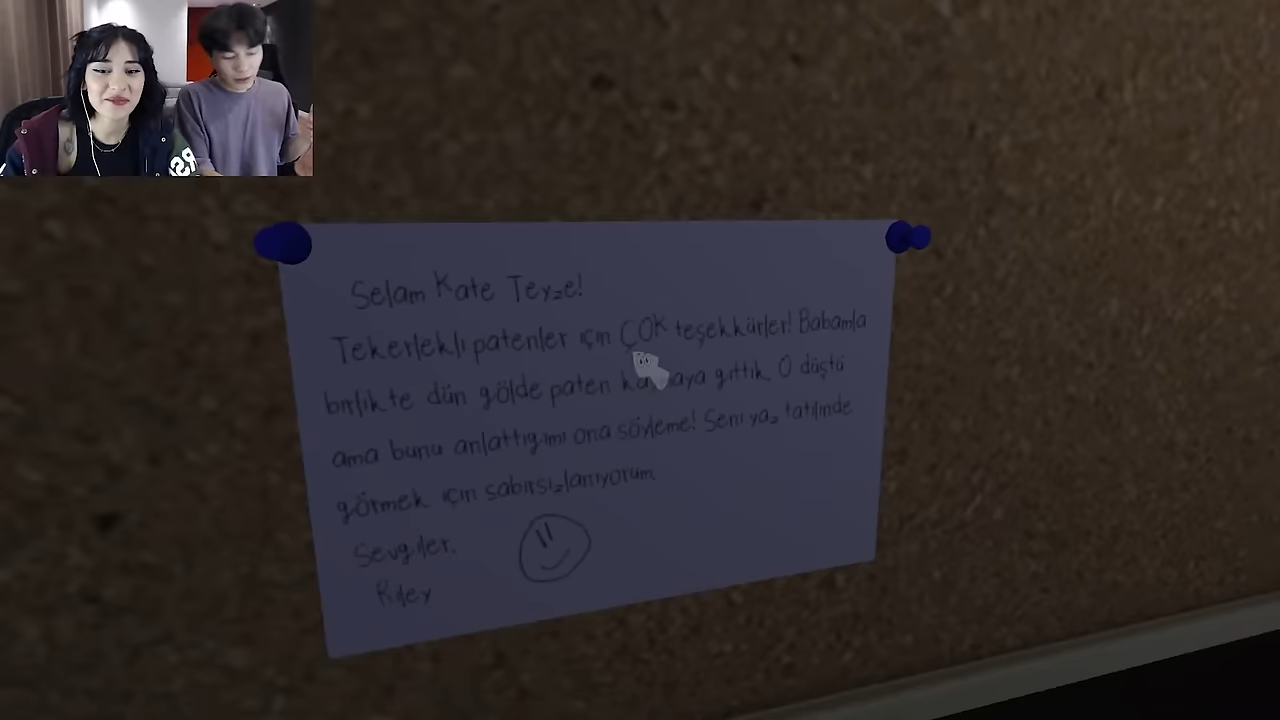 Selam Kate Teyze!
Tekerlekli patenler için ÇOK teşekkürler! Babamla
birlikte dün gölde paten kaymaya gittik. O düştü
ama bunu anlattığımı ona söyleme! Seni yaz tatilinde
görmek için sabırsızlanıyorum.
Sevgiler.
Riley